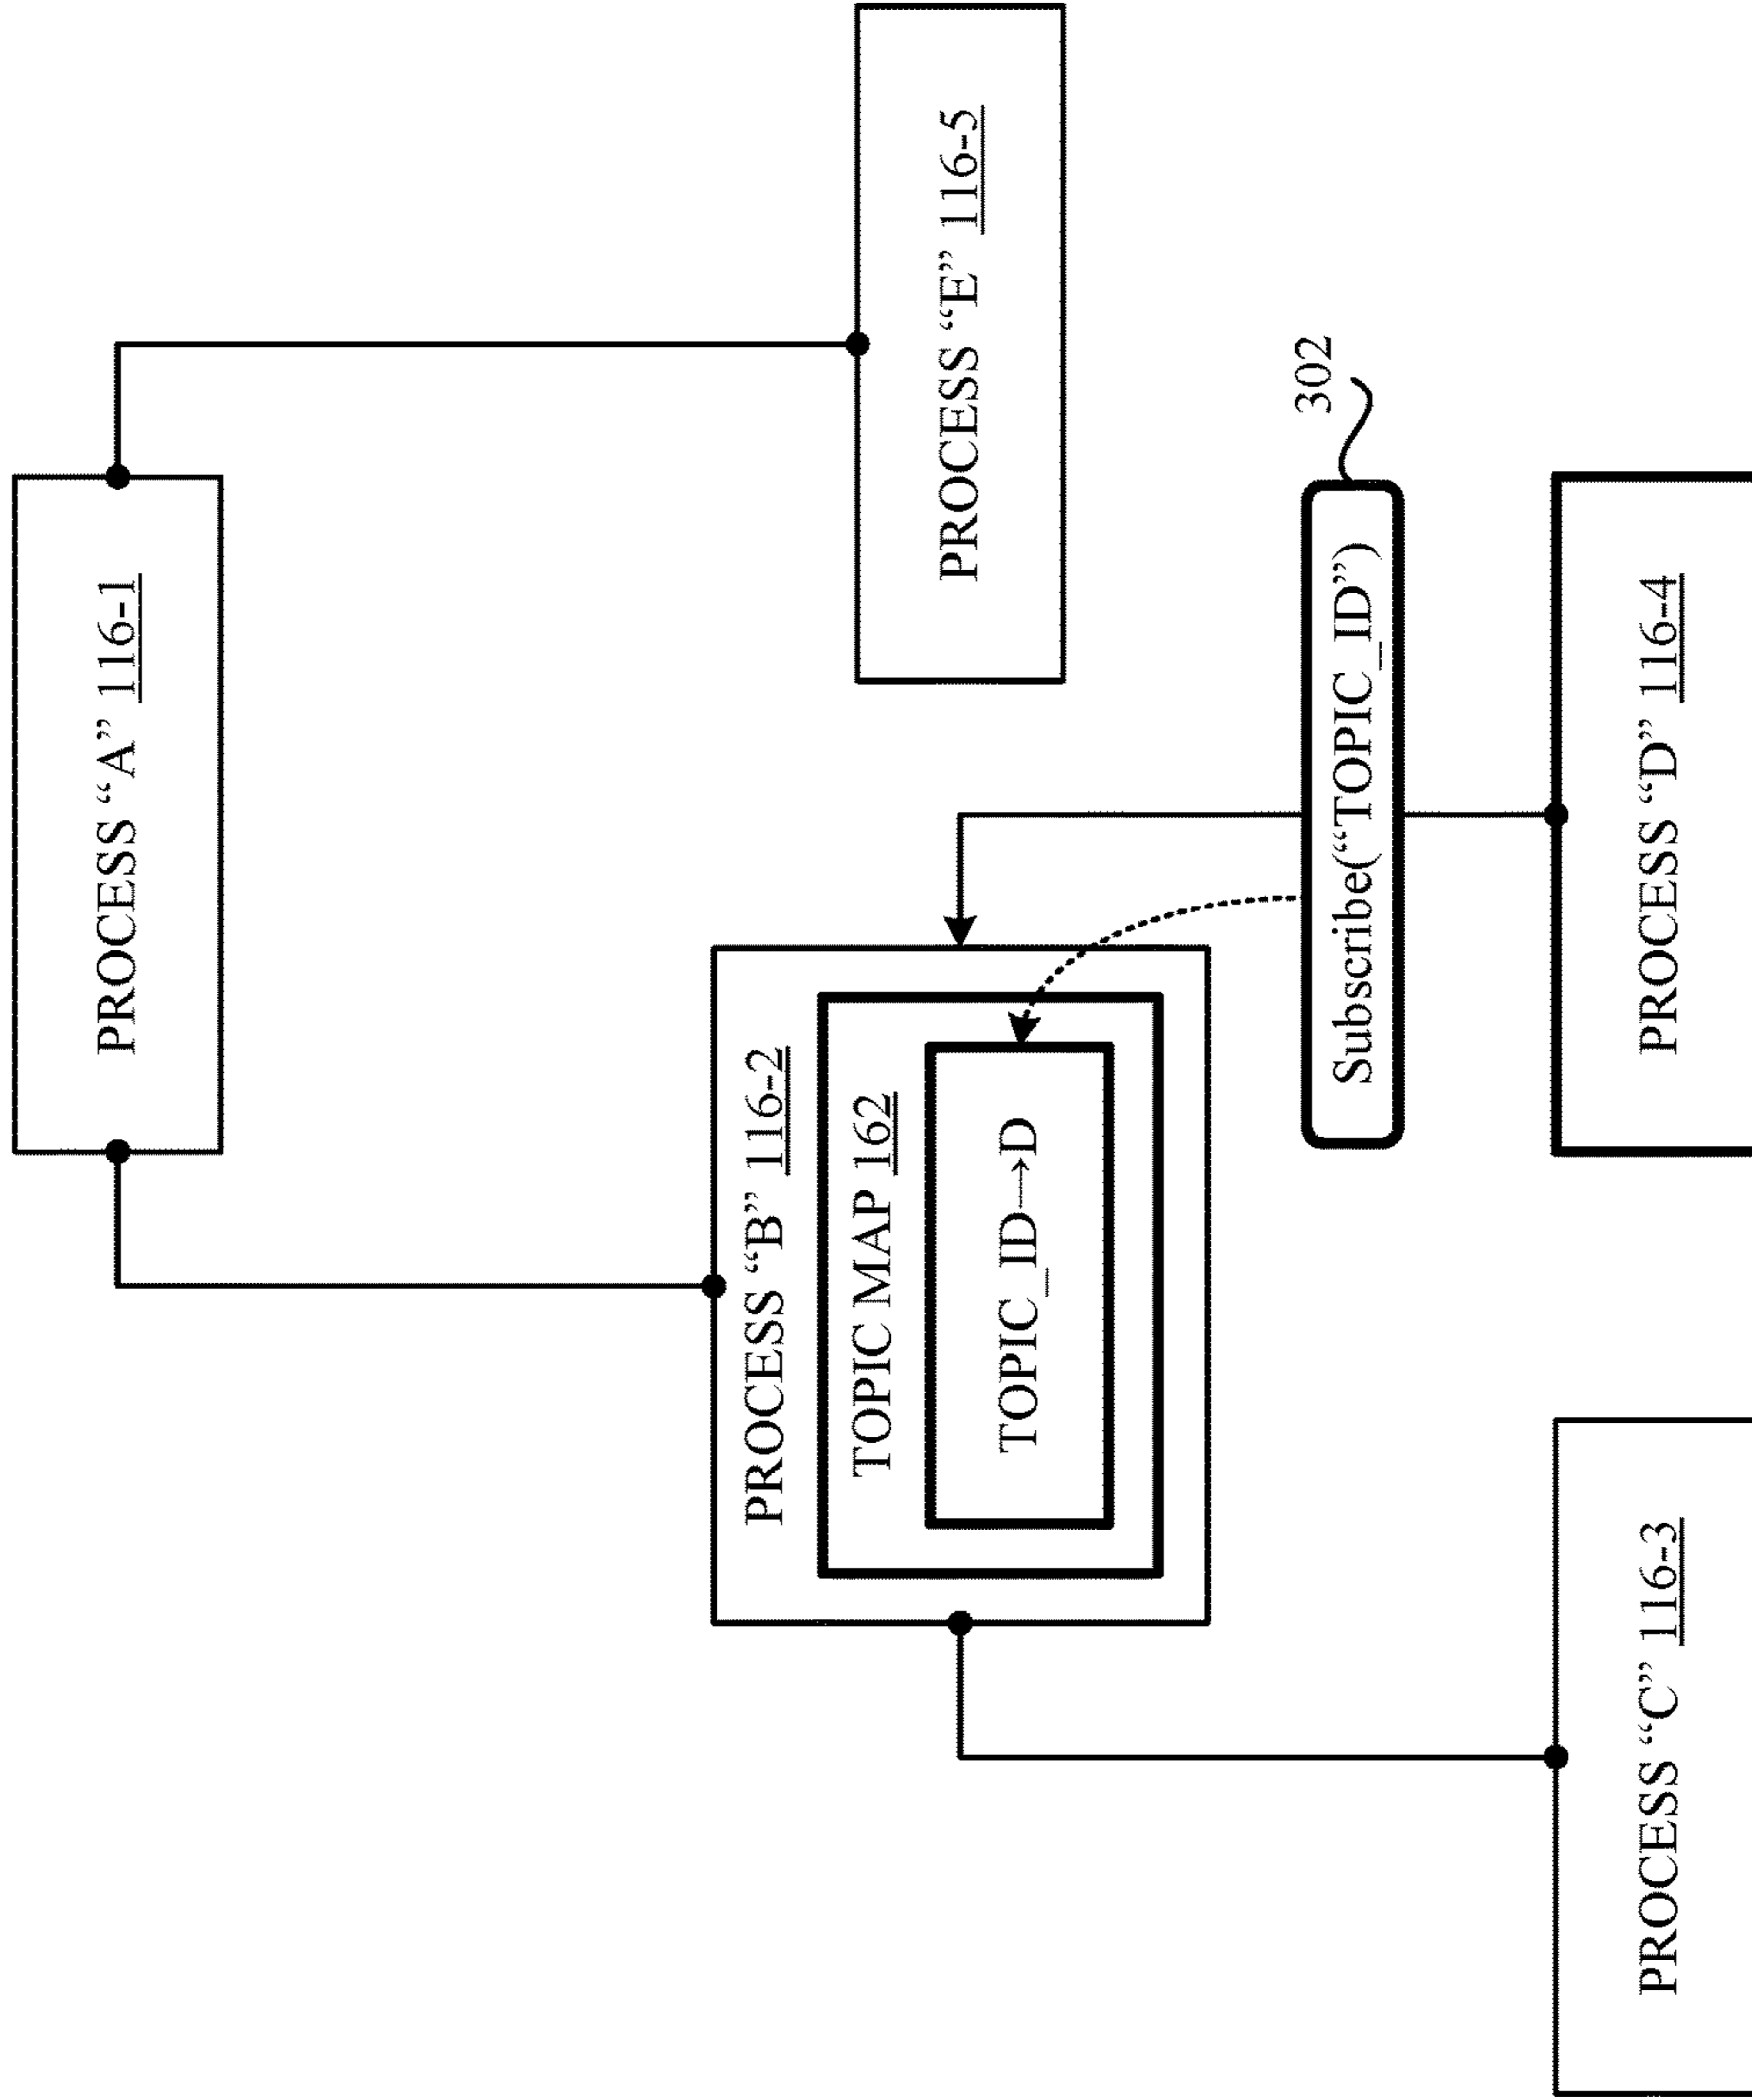 PROCESS “A” 116-1
PROCESS “B” 116-2
TOPIC MAP 162
TOPIC_ID→D
PROCESS “E” 116-5
302
Subscribe(“TOPIC_ID”)
PROCESS “C” 116-3
PROCESS “D” 116-4